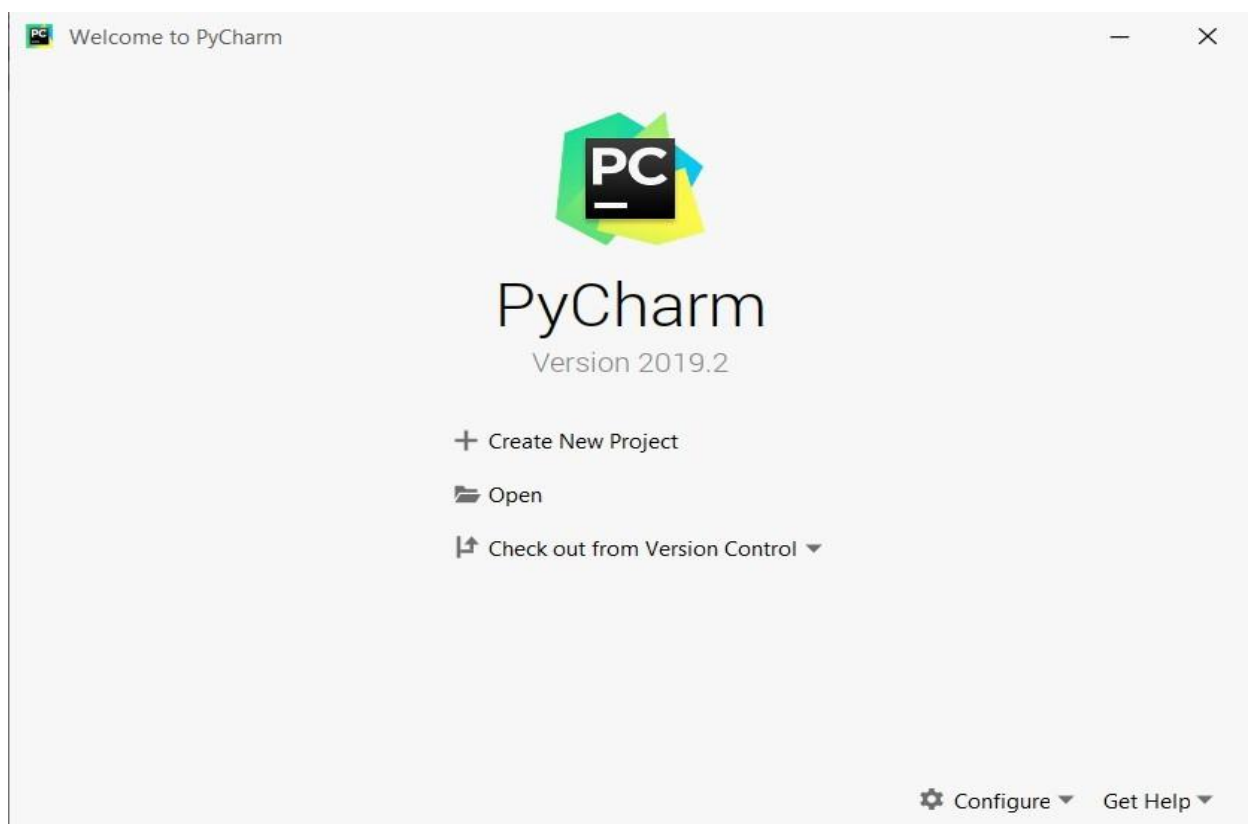 PC
Welcome to PyCharm
PC
PyCharm
Version 2019.2
Create New Project
Open
Check out from Version Control
Configure
Get Help